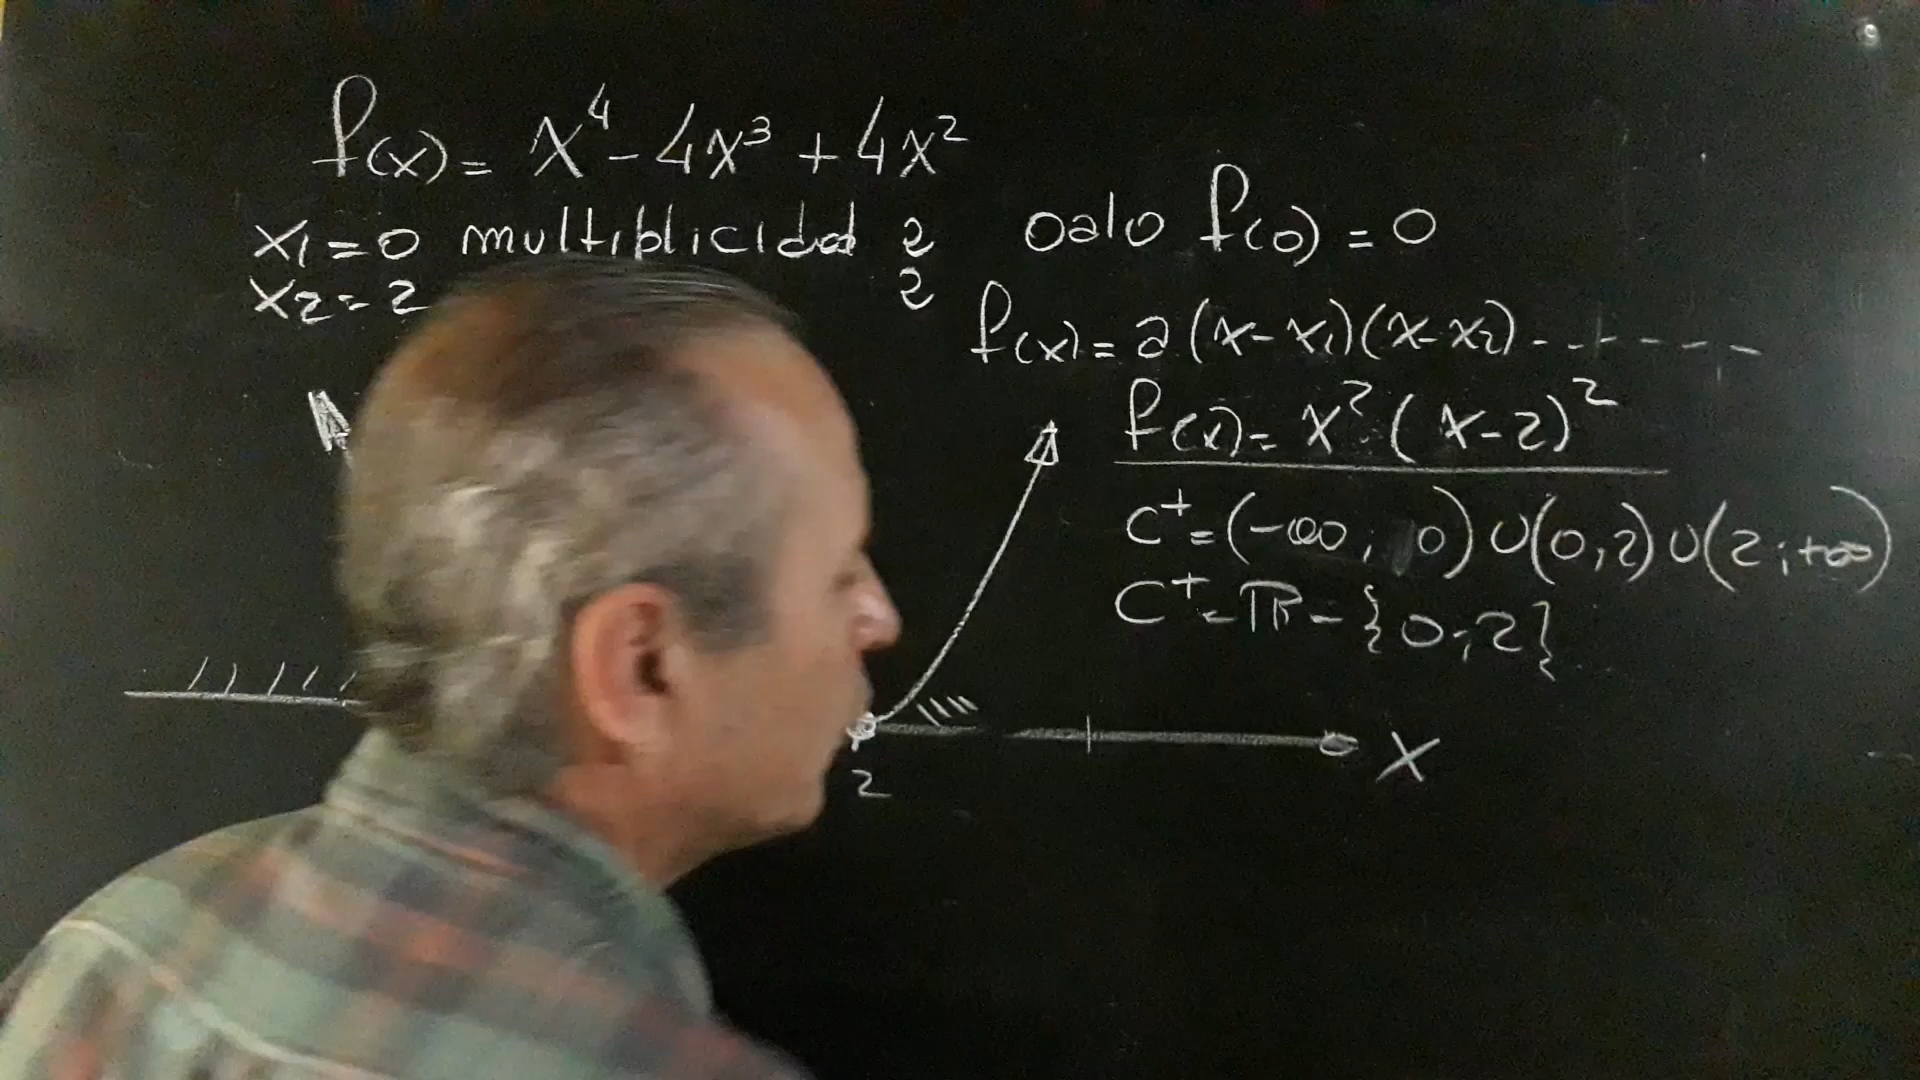 f(x) = x⁴ - 4x³ + 4x²
x₁ = 0 multiplicidad 2
x₂ = 2 2
oalo f(0) = 0
f(x) = a (x - x₁)(x - x₂) - - - - - - -
f(x) = x² (x - 2)²
C⁺ = (-∞; 0) ∪ (0, 2) ∪ (2; +∞)
C⁺ = ℝ - {0; 2}
2
X